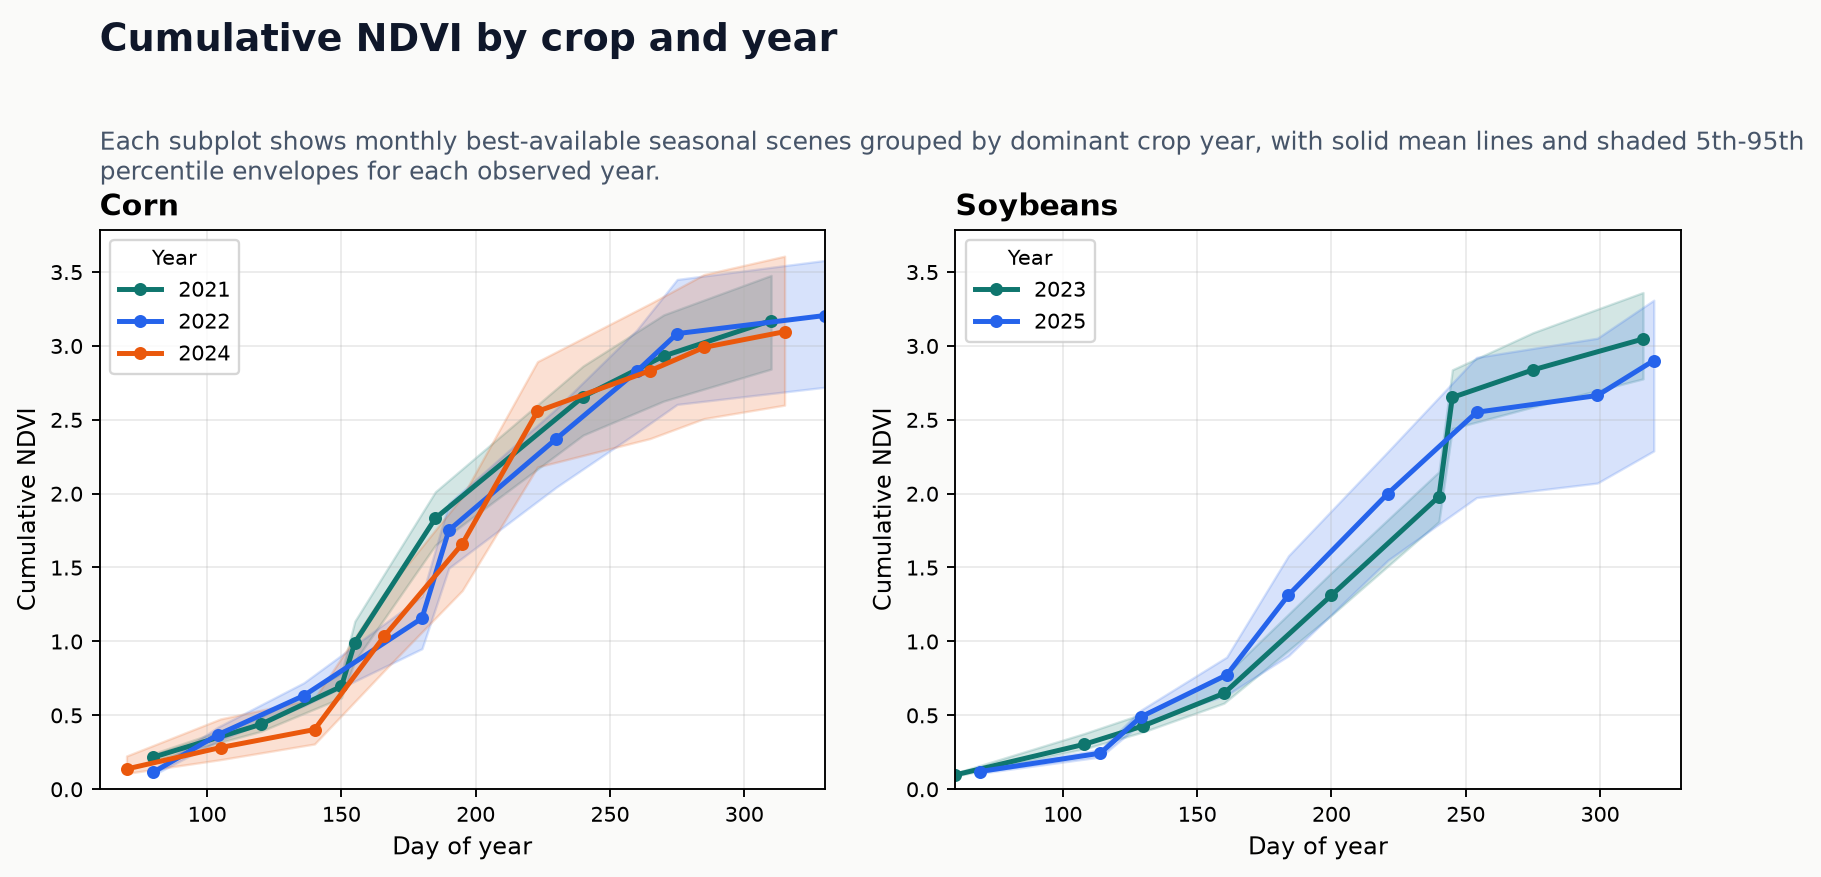 Cumulative NDVI by crop and year
Each subplot shows monthly best-available seasonal scenes grouped by dominant crop year, with solid mean lines and shaded 5th-95th
percentile envelopes for each observed year.
Corn
Year
2021
2022
2024
3.5
3.0
2.5
2.0
1.5
1.0
0.5
0.0
Cumulative NDVI
100 150 200 250 300
Day of year
Soybeans
Year
2023
2025
3.5
3.0
2.5
2.0
1.5
1.0
0.5
0.0
Cumulative NDVI
100 150 200 250 300
Day of year